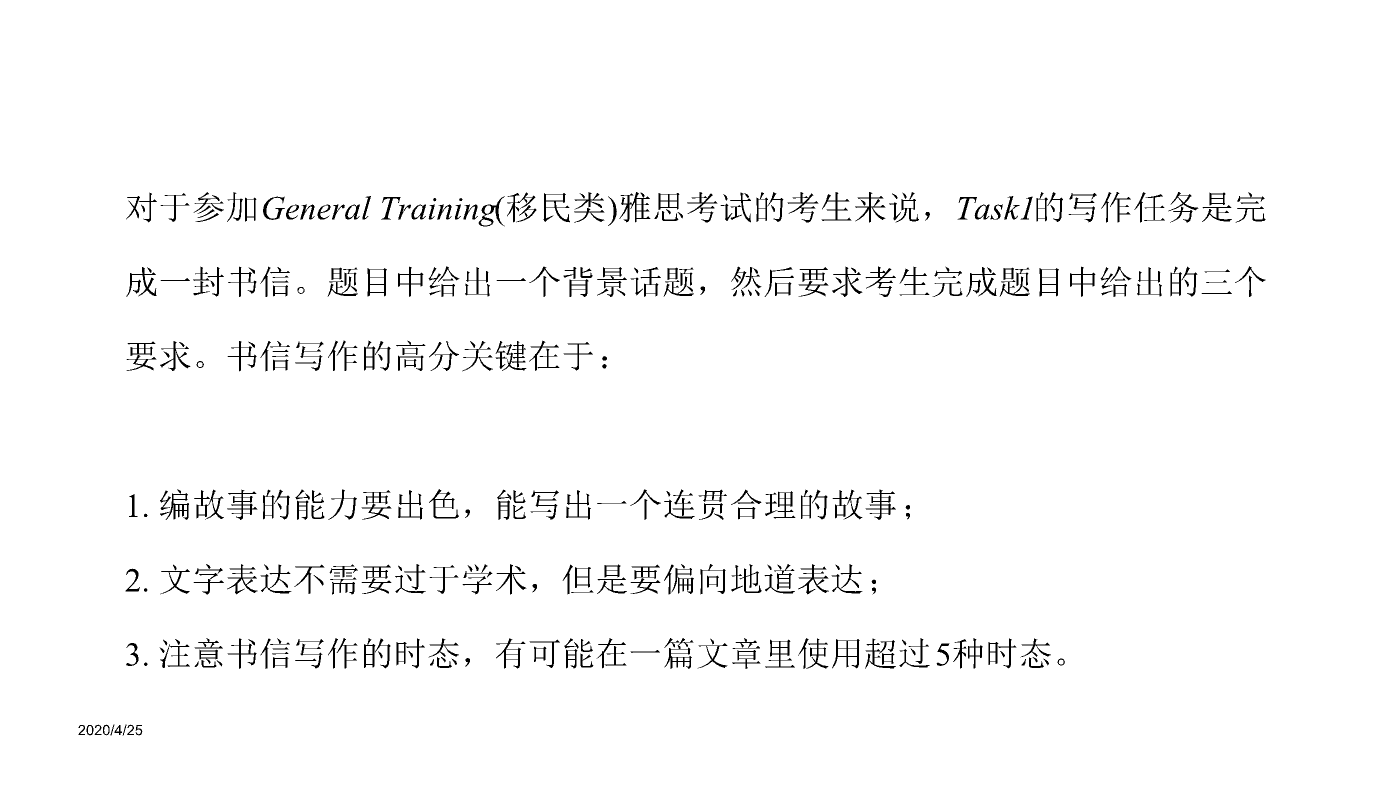 对于参加General Training(移民类)雅思考试的考生来说，Task1的写作任务是完
成一封书信。题目中给出一个背景话题，然后要求考生完成题目中给出的三个
要求。书信写作的高分关键在于：
1. 编故事的能力要出色，能写出一个连贯合理的故事；
2. 文字表达不需要过于学术，但是要偏向地道表达；
3. 注意书信写作的时态，有可能在一篇文章里使用超过5种时态。
2020/4/25